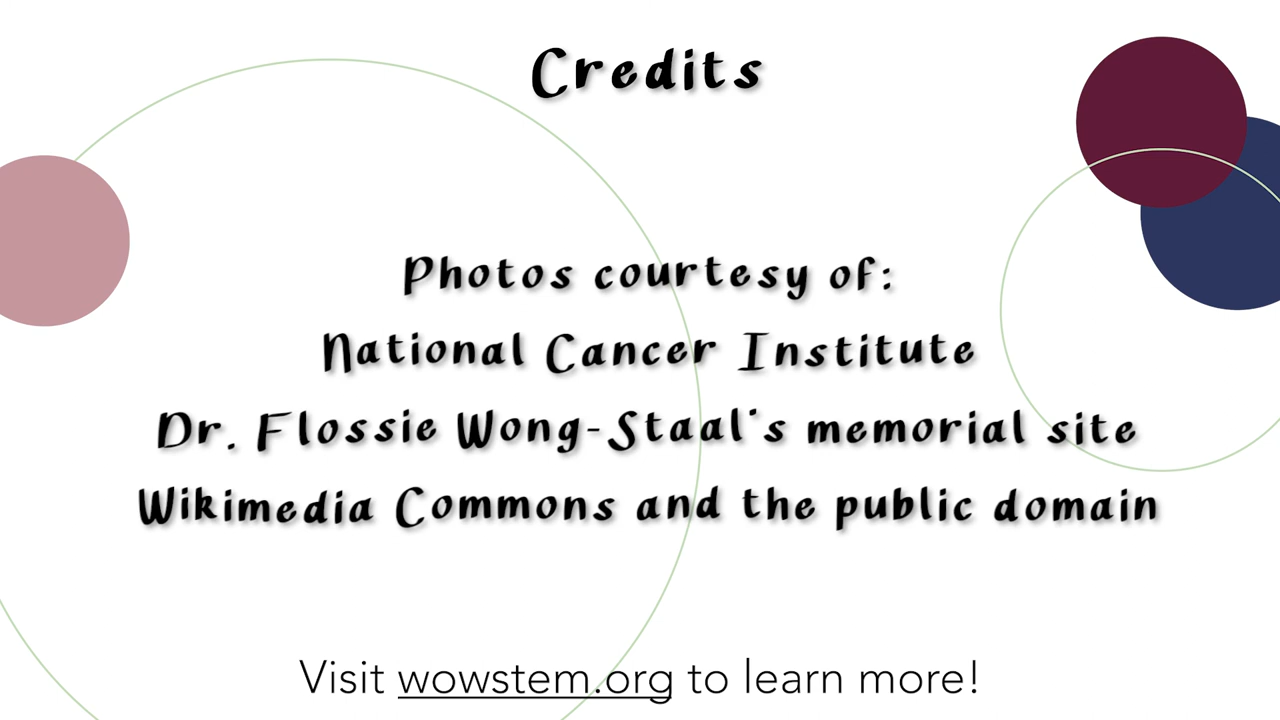 Credits
Photos courtesy of:
National Cancer Institute
Dr. Flossie Wong-Staal's memorial site
Wikimedia Commons and the public domain
Visit wowstem.org to learn more!